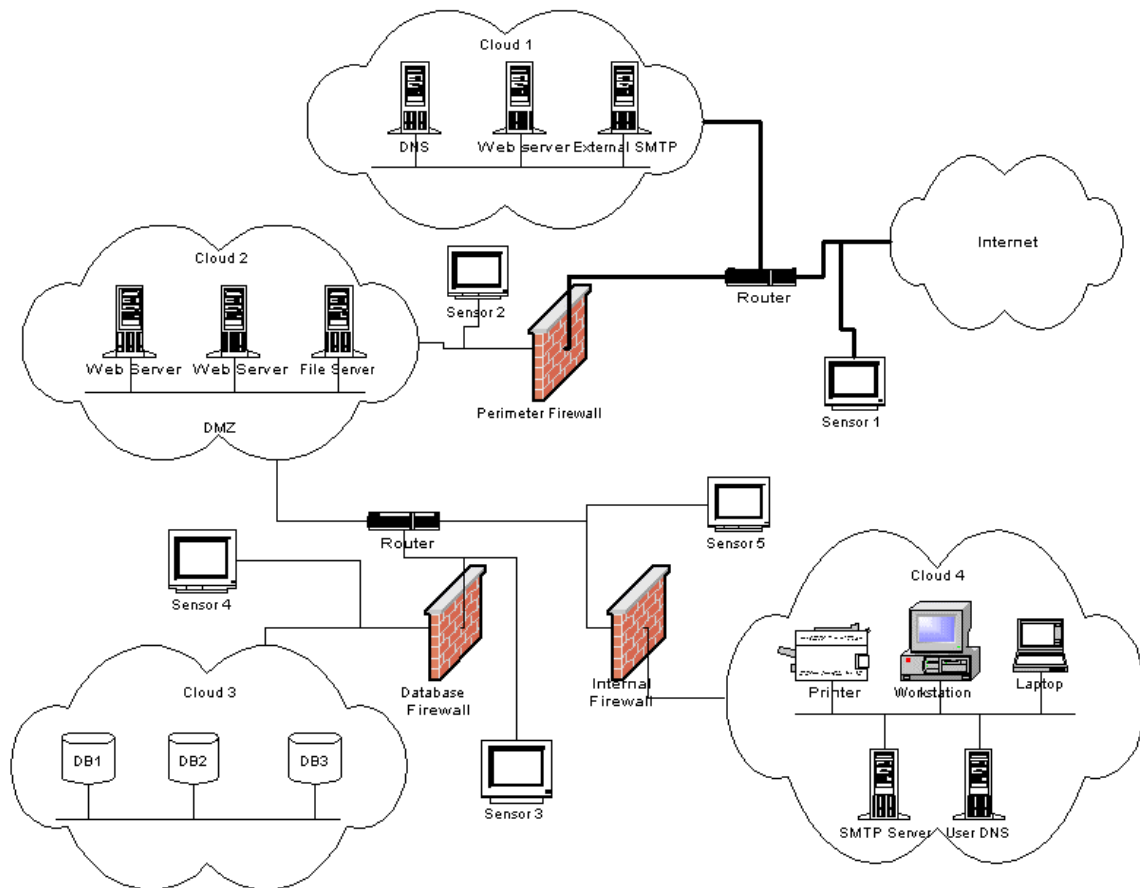 Cloud 1
DNS
Web server
External SMTP
Internet
Router
Cloud 2
Sensor 2
Web Server
Web Server
File Server
Perimeter Firewall
Sensor 1
DMZ
Router
Sensor 5
Sensor 4
Cloud 4
Cloud 3
Database
Firewall
Internal
Firewall
Printer
Workstation
Laptop
DB1
DB2
DB3
Sensor 3
SMTP Server
User DNS